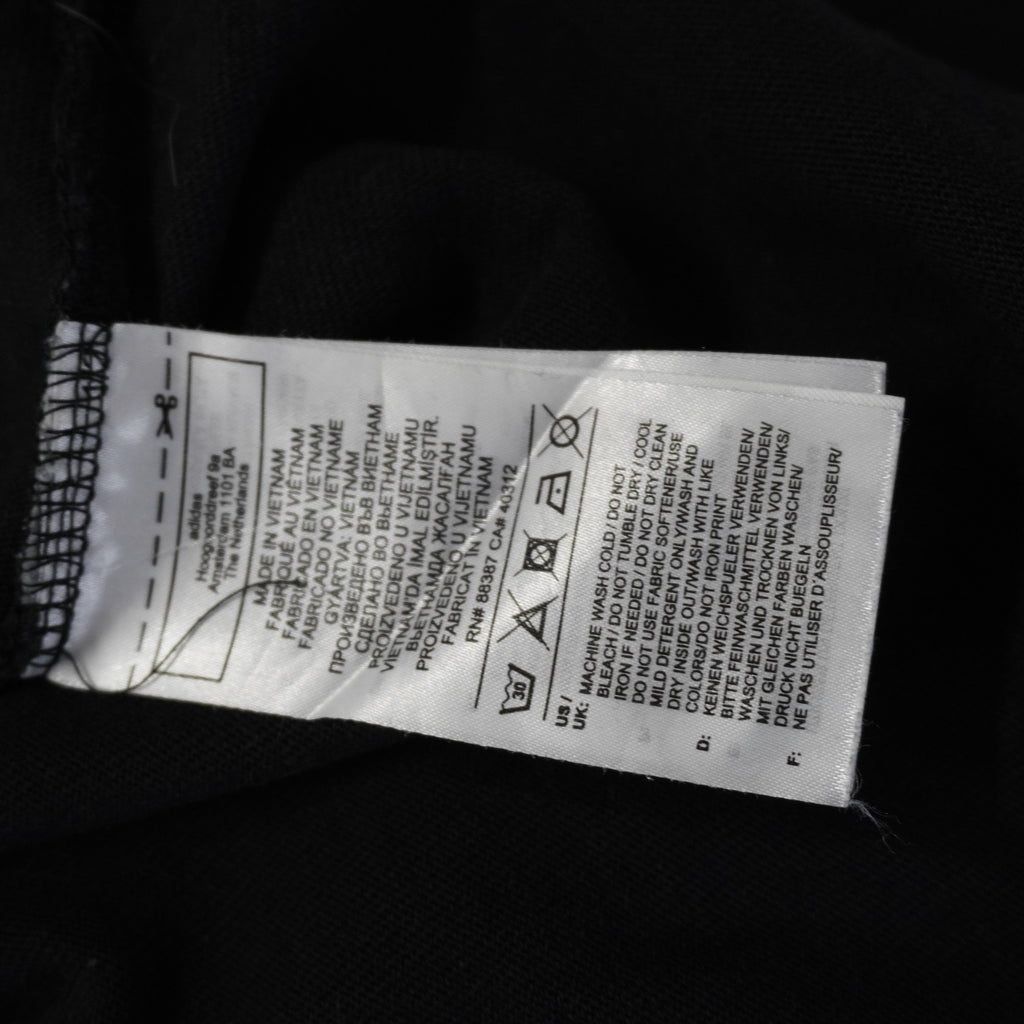 adidas
Hoogoorddreef 9a
Amsterdam 1101 BA
The Netherlands
MADE IN VIETNAM
FABRIQUÉ AU VIÊTNAM
FABRICADO EN VIETNAM
FABRICADO NO VIETNAME
GYÁRTVA: VIETNAM
ПРОИЗВЕДЕНО ВЪВ ВИЕТНАМ
СДЕЛАНО ВО ВЬЕТНАМЕ
PROIZVEDENO U VIJETNAMU
VIETNAM'DA İMAL EDİLMİŞTİR.
ВЬЕТНАМДА ЖАСАЛҒАН
PROIZVEDENO U VIJETNAMU
FABRICAT ÎN VIETNAM
RN# 88387 CA# 40312
30
US / UK: MACHINE WASH COLD / DO NOT
BLEACH / DO NOT TUMBLE DRY / COOL
IRON IF NEEDED / DO NOT DRY CLEAN
DO NOT USE FABRIC SOFTENER/USE
MILD DETERGENT ONLY/WASH AND
DRY INSIDE OUT/WASH WITH LIKE
COLORS/DO NOT IRON PRINT
D: KEINEN WEICHSPUELER VERWENDEN/
BITTE FEINWASCHMITTEL VERWENDEN/
WASCHEN UND TROCKNEN VON LINKS/
MIT GLEICHEN FARBEN WASCHEN/
DRUCK NICHT BUEGELN
F: NE PAS UTILISER D'ASSOUPLISSEUR/